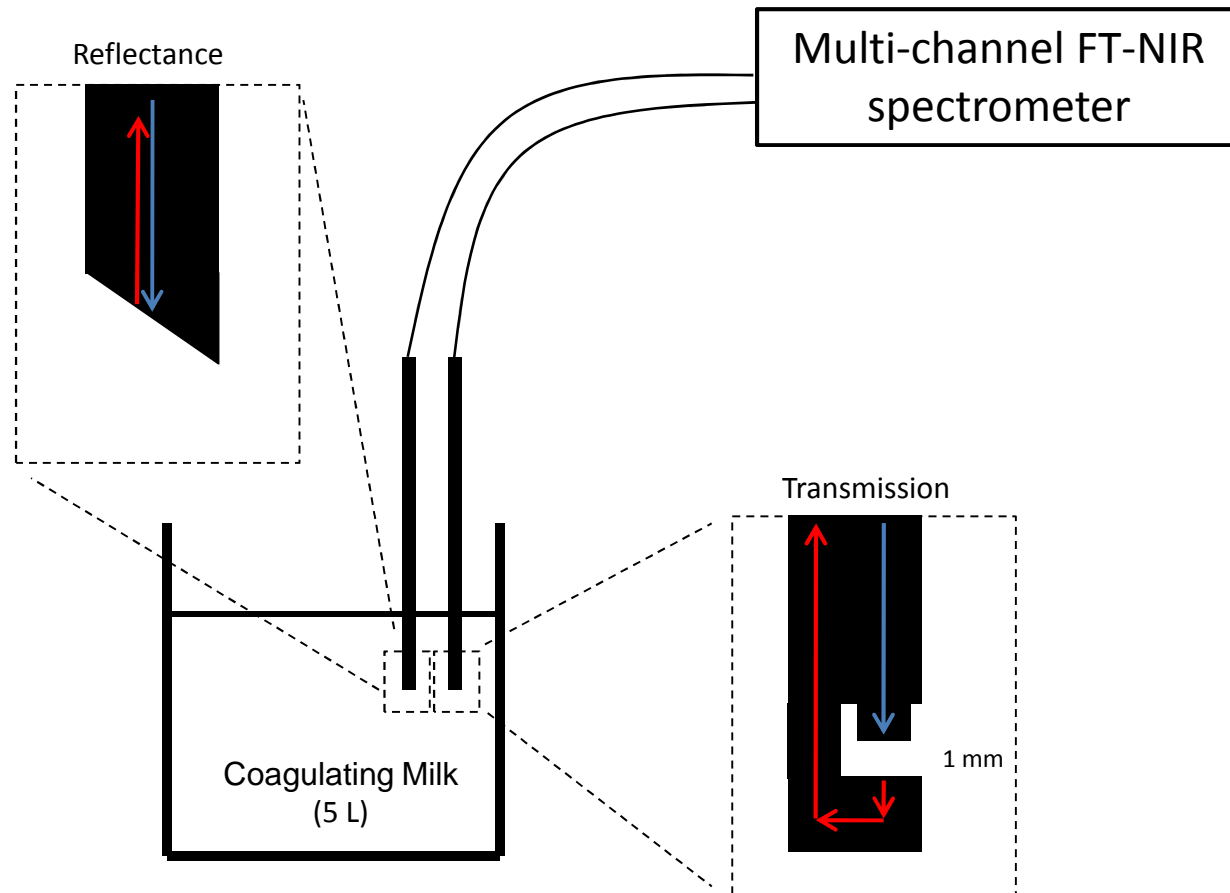 Reflectance
Multi-channel FT-NIR
spectrometer
Transmission
1 mm
Coagulating Milk
(5 L)